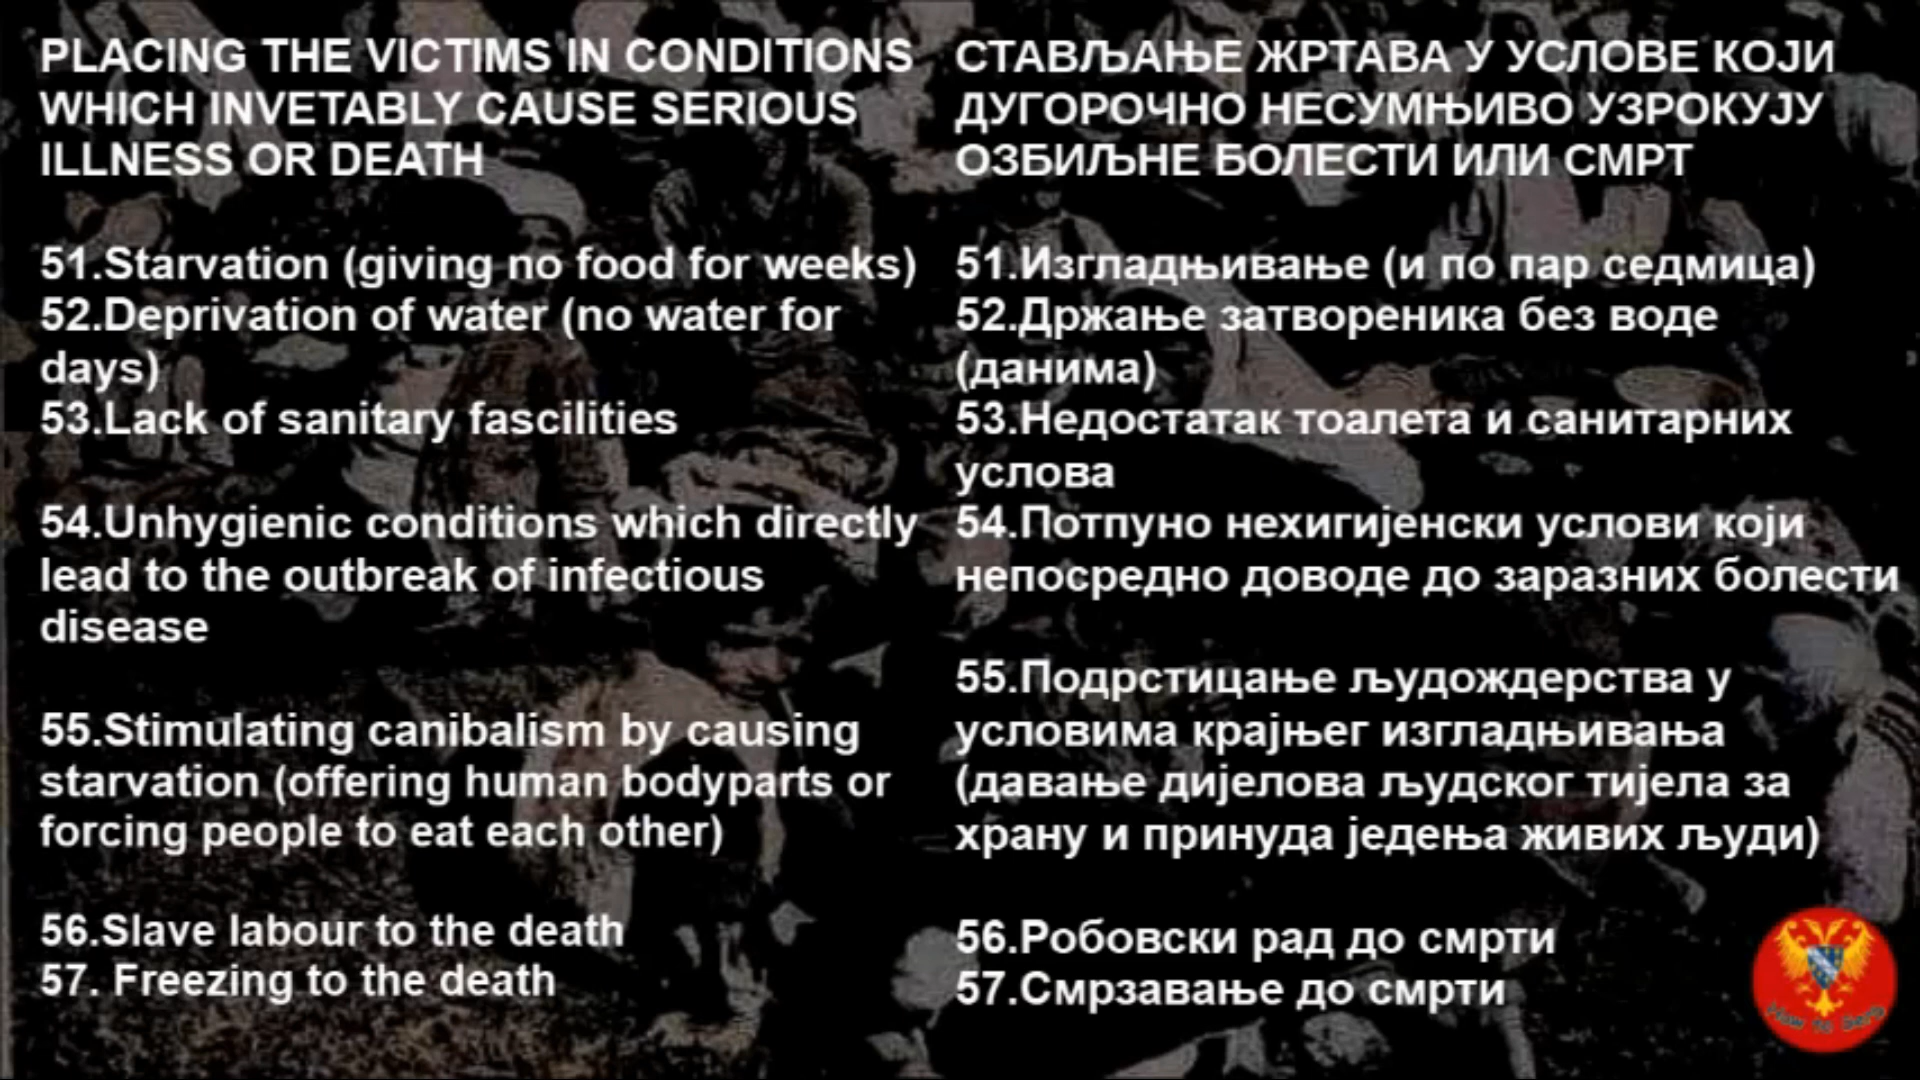 PLACING THE VICTIMS IN CONDITIONS
WHICH INVETABLY CAUSE SERIOUS
ILLNESS OR DEATH
51.Starvation (giving no food for weeks)
52.Deprivation of water (no water for
days)
53.Lack of sanitary fascilities
54.Unhygienic conditions which directly
lead to the outbreak of infectious
disease
55.Stimulating canibalism by causing
starvation (offering human bodyparts or
forcing people to eat each other)
56.Slave labour to the death
57. Freezing to the death
СТАВЉАЊЕ ЖРТАВА У УСЛОВЕ КОЈИ
ДУГОРОЧНО НЕСУМЊИВО УЗРОКУЈУ
ОЗБИЉНЕ БОЛЕСТИ ИЛИ СМРТ
51.Изгладњивање (и по пар седмица)
52.Држање затвореника без воде
(данима)
53.Недостатак тоалета и санитарних
услова
54.Потпуно нехигијенски услови који
непосредно доводе до заразних болести
55.Подрстицање људождерства у
условима крајњег изгладњивања
(давање дијелова људског тијела за
храну и принуда једења живих људи)
56.Робовски рад до смрти
57.Смрзавање до смрти
How to